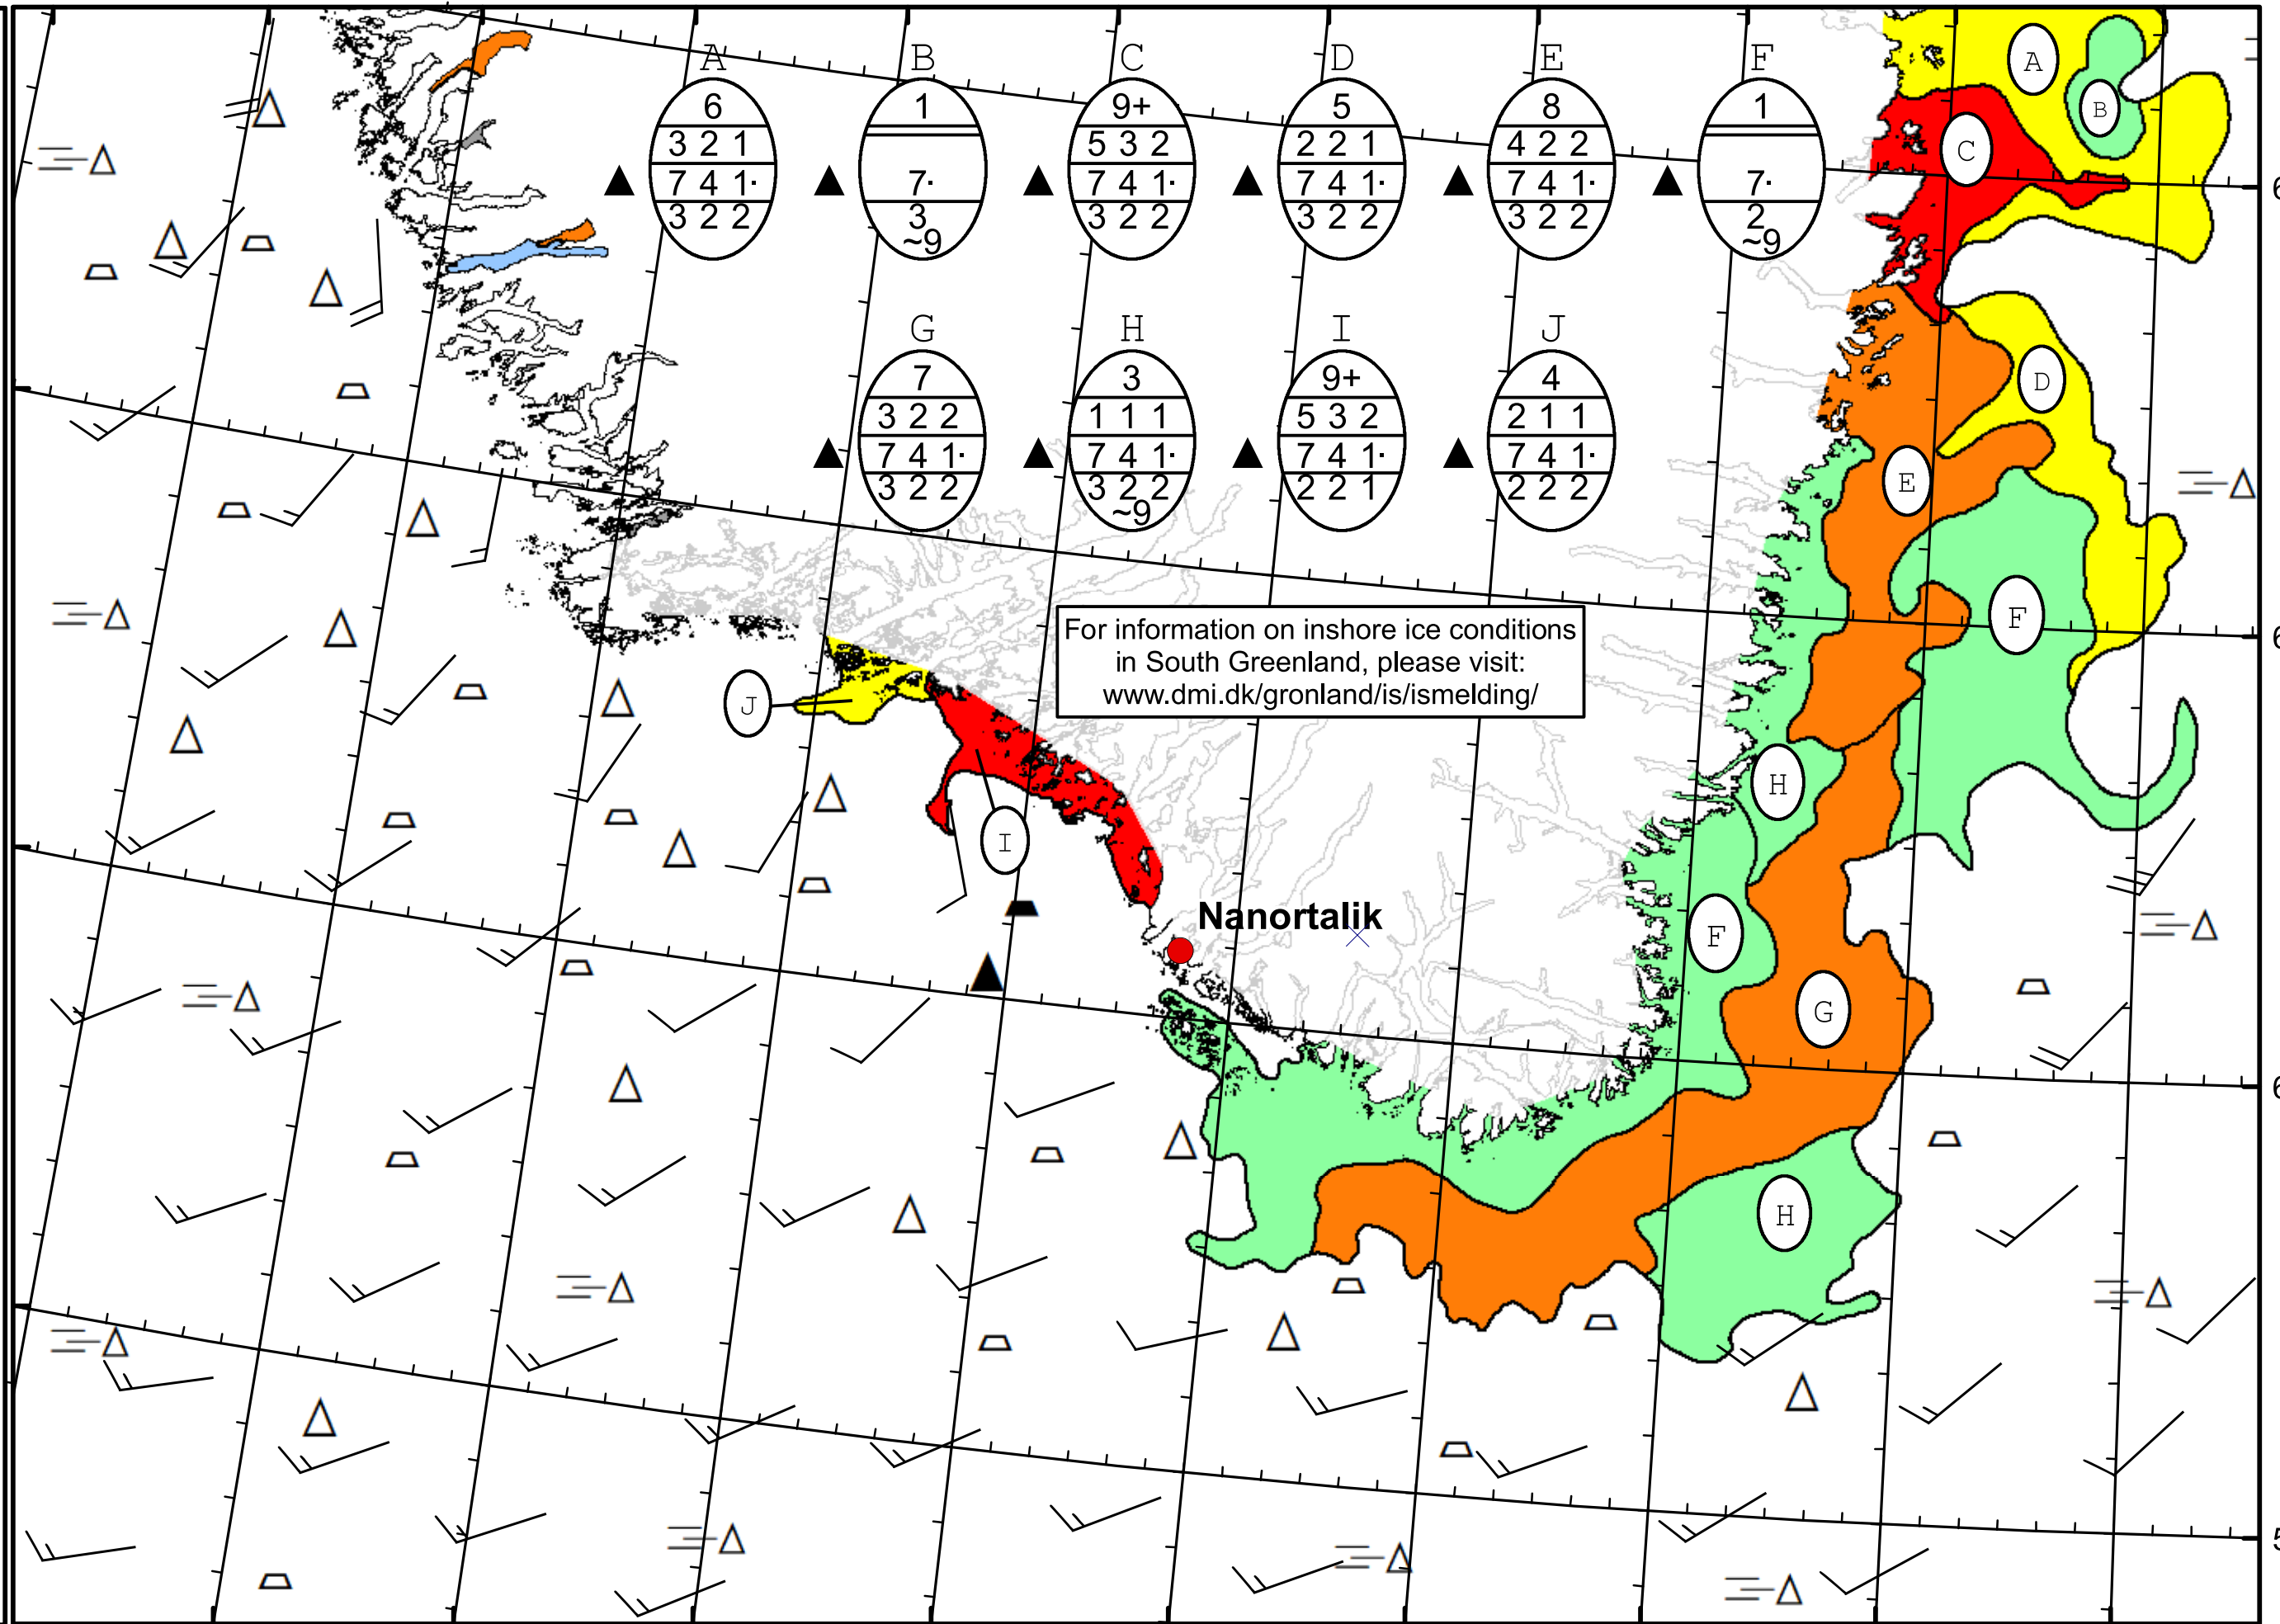 A B C D E F
6 1 9+ 5 8 1
3 2 1 5 3 2 2 2 1 4 2 2
7 4 1· 7· 7 4 1· 7 4 1· 7 4 1· 7·
3 2 2 3 3 2 2 3 2 2 3 2 2 2
~9 ~9
G H I J
7 3 9+ 4
3 2 2 1 1 1 5 3 2 2 1 1
7 4 1· 7 4 1· 7 4 1· 7 4 1·
3 2 2 3 2 2 2 2 1 2 2 2
~9
A
B
C
D
E
F
For information on inshore ice conditions
in South Greenland, please visit:
www.dmi.dk/gronland/is/ismelding/
J
H
I
Nanortalik
F
G
H